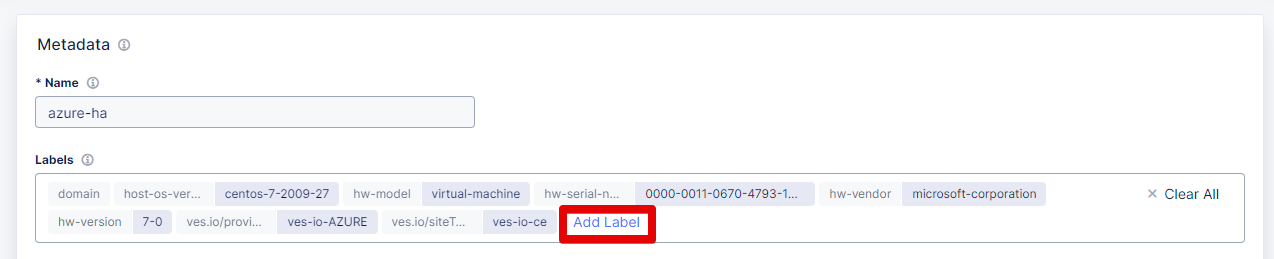 Metadata
* Name
azure-ha
Labels
domain host-os-ver... centos-7-2009-27 hw-model virtual-machine hw-serial-n... 0000-0011-0670-4793-1... hw-vendor microsoft-corporation Clear All
hw-version 7-0 ves.io/provi... ves-io-AZURE ves.io/siteT... ves-io-ce Add Label